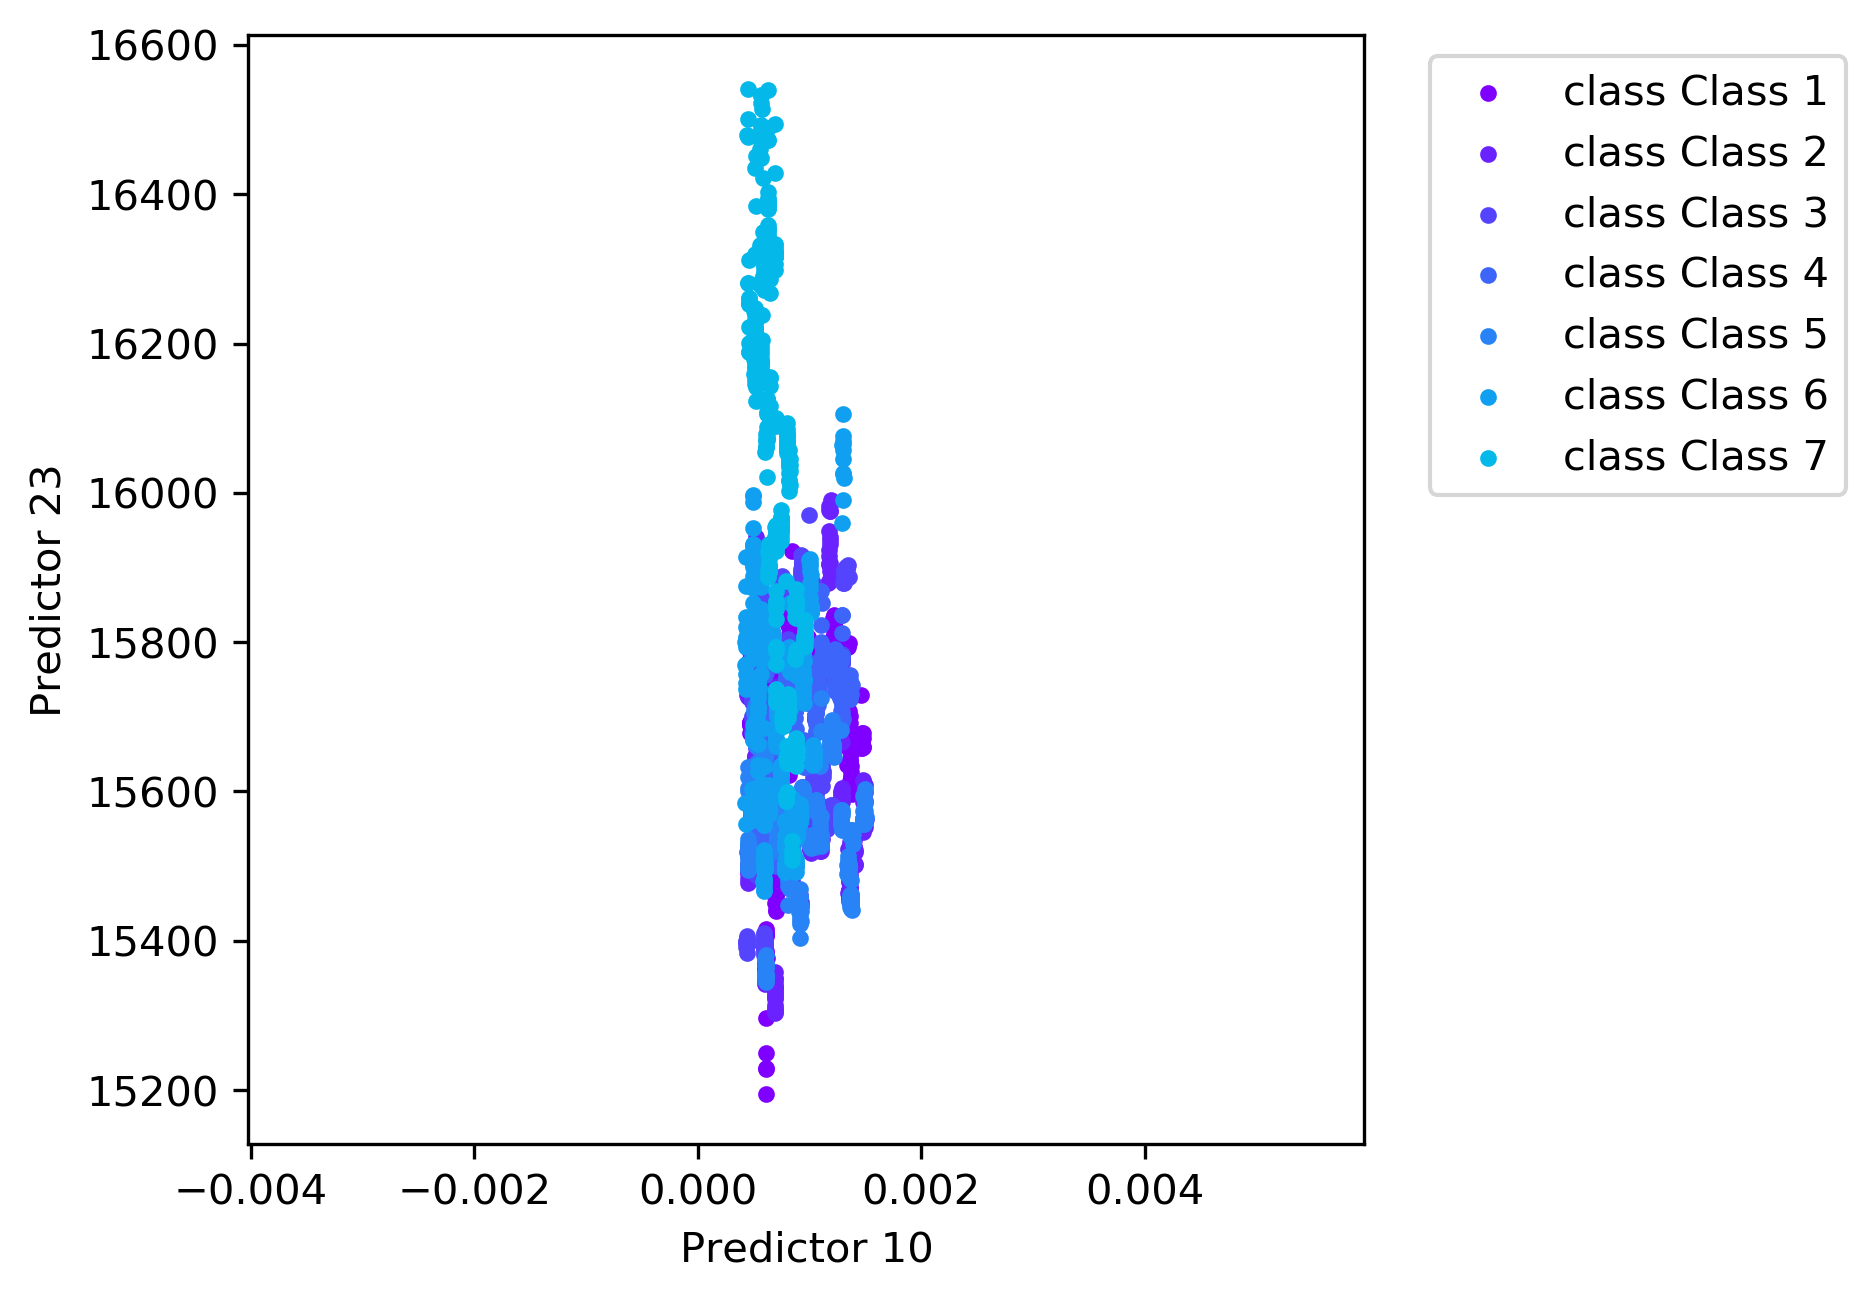 16600
16400
16200
16000
15800
15600
15400
15200
Predictor 23
−0.004
−0.002
0.000
0.002
0.004
Predictor 10
class Class 1
class Class 2
class Class 3
class Class 4
class Class 5
class Class 6
class Class 7